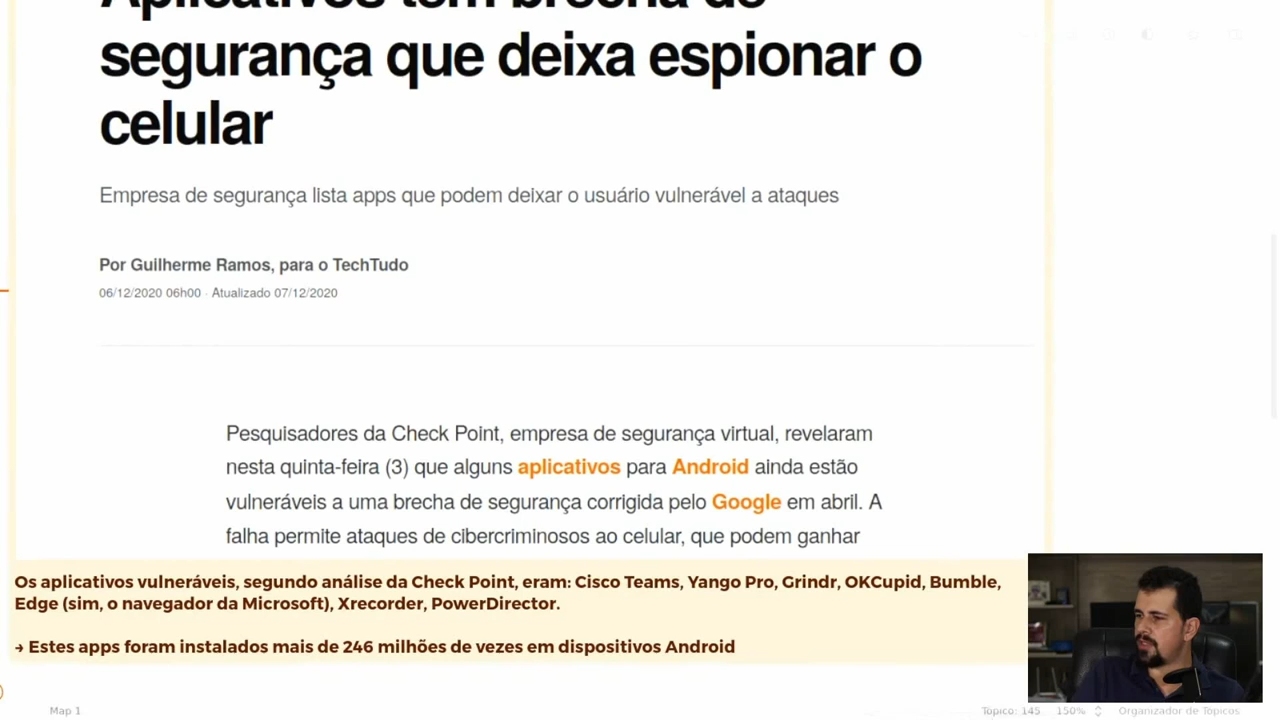 Aplicativos têm brecha de
segurança que deixa espionar o
celular
Empresa de segurança lista apps que podem deixar o usuário vulnerável a ataques
Por Guilherme Ramos, para o TechTudo
06/12/2020 06h00 · Atualizado 07/12/2020
Pesquisadores da Check Point, empresa de segurança virtual, revelaram
nesta quinta-feira (3) que alguns aplicativos para Android ainda estão
vulneráveis a uma brecha de segurança corrigida pelo Google em abril. A
falha permite ataques de cibercriminosos ao celular, que podem ganhar
Os aplicativos vulneráveis, segundo análise da Check Point, eram: Cisco Teams, Yango Pro, Grindr, OKCupid, Bumble,
Edge (sim, o navegador da Microsoft), Xrecorder, PowerDirector.
→ Estes apps foram instalados mais de 246 milhões de vezes em dispositivos Android
Map 1
Tópico: 145
150%
Organizador de Tópicos